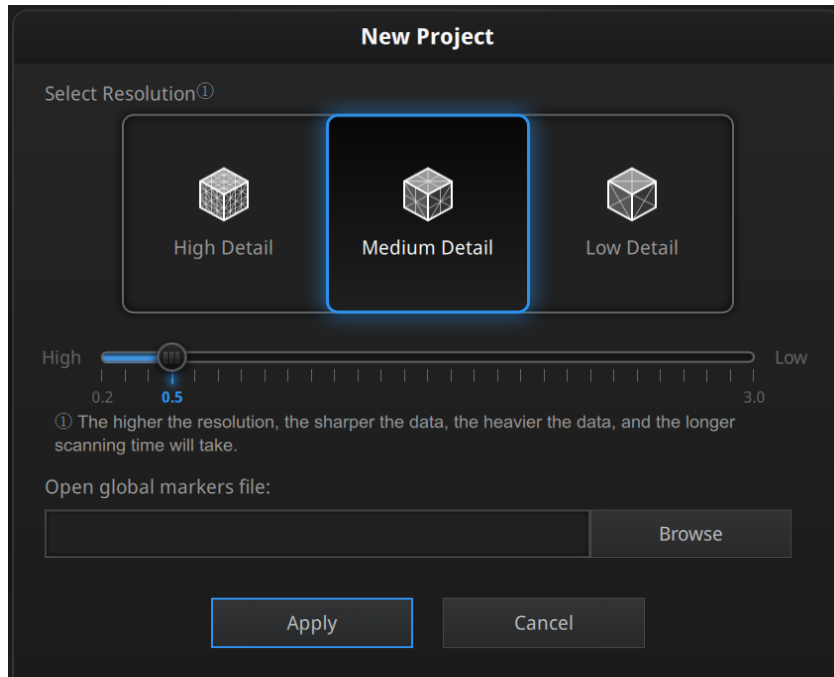 New Project
Select Resolution①
High Detail
Medium Detail
Low Detail
High
Low
0.2
0.5
3.0
① The higher the resolution, the sharper the data, the heavier the data, and the longer
scanning time will take.
Open global markers file:
Browse
Apply
Cancel